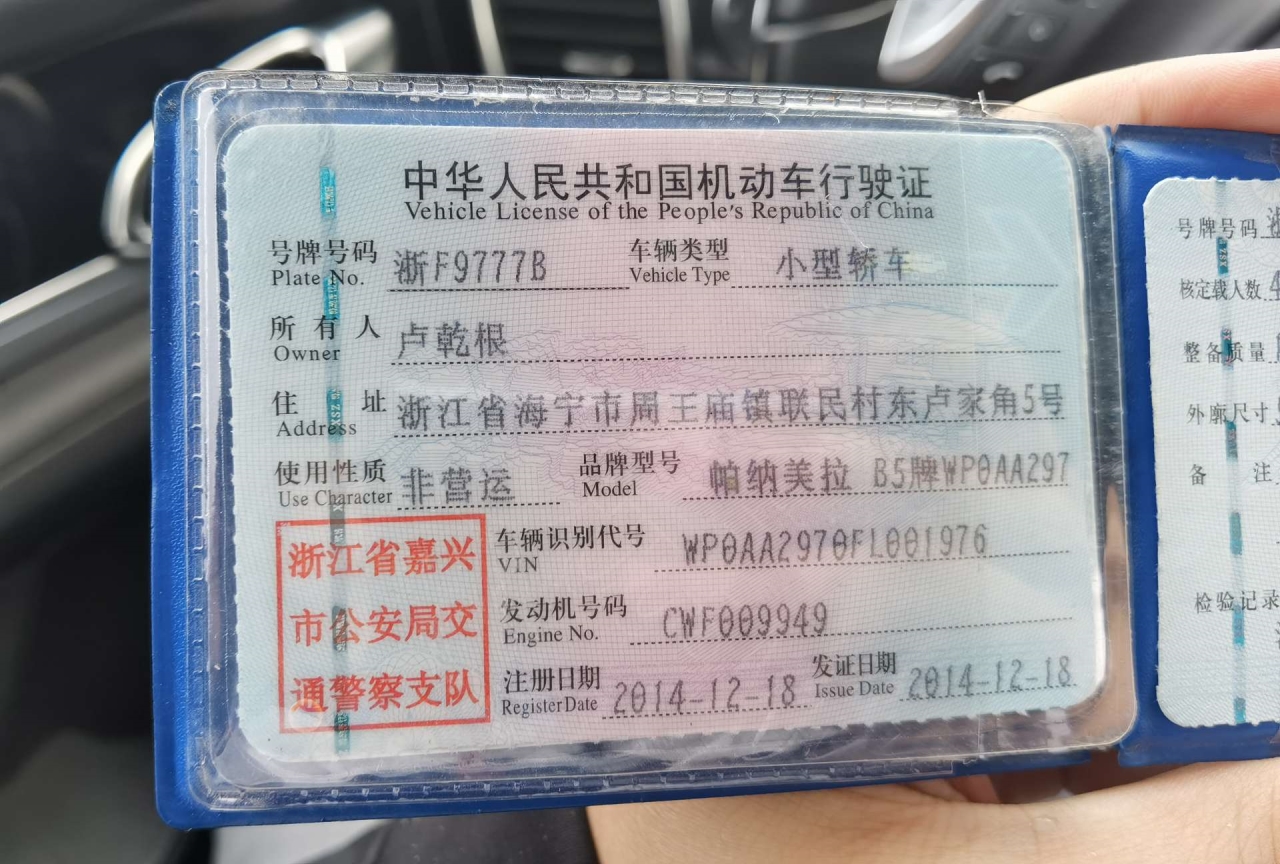 中华人民共和国机动车行驶证
Vehicle License of the People's Republic of China
号牌号码 浙F9777B 车辆类型 小型轿车
Plate No. Vehicle Type
所有人 卢乾根
Owner
住址 浙江省海宁市周王庙镇联民村东卢家角5号
Address
使用性质 非营运 品牌型号 帕纳美拉 B5牌WP0AA297
Use Character Model
浙江省嘉兴
市公安局交
通警察支队
车辆识别代号 WP0AA2970FL001976
VIN
发动机号码 CWF009949
Engine No.
注册日期 2014-12-18 发证日期 2014-12-18
Register Date Issue Date
号牌号码
核定载人数 4
整备质量
外廓尺寸
备注
检验记录